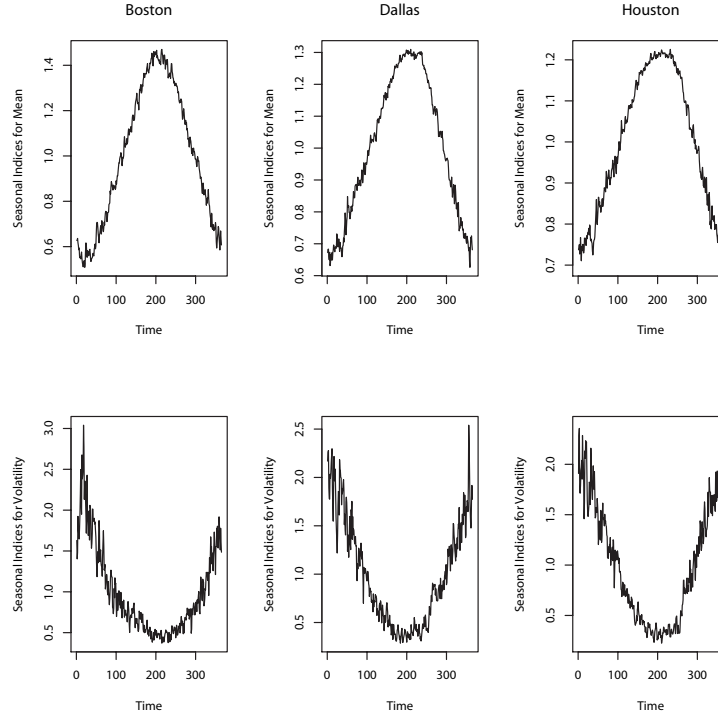 Boston
Dallas
Houston
Seasonal Indices for Mean
0.6
0.8
1.0
1.2
1.4
0 100 200 300
Time
Seasonal Indices for Mean
0.6
0.7
0.8
0.9
1.0
1.1
1.2
1.3
0 100 200 300
Time
Seasonal Indices for Mean
0.7
0.8
0.9
1.0
1.1
1.2
0 100 200 300
Time
Seasonal Indices for Volatility
0.5
1.0
1.5
2.0
2.5
3.0
0 100 200 300
Time
Seasonal Indices for Volatility
0.5
1.0
1.5
2.0
2.5
0 100 200 300
Time
Seasonal Indices for Volatility
0.5
1.0
1.5
2.0
0 100 200 300
Time